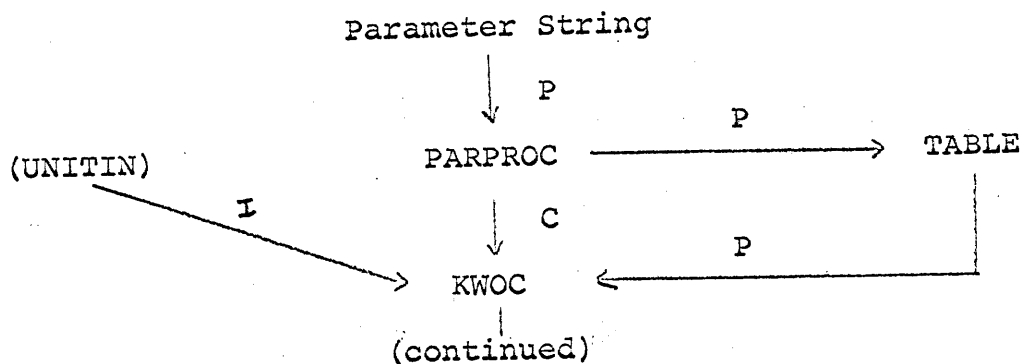 Parameter String
P
P
(UNITIN)
PARPROC
TABLE
I
C
P
KWOC
(continued)